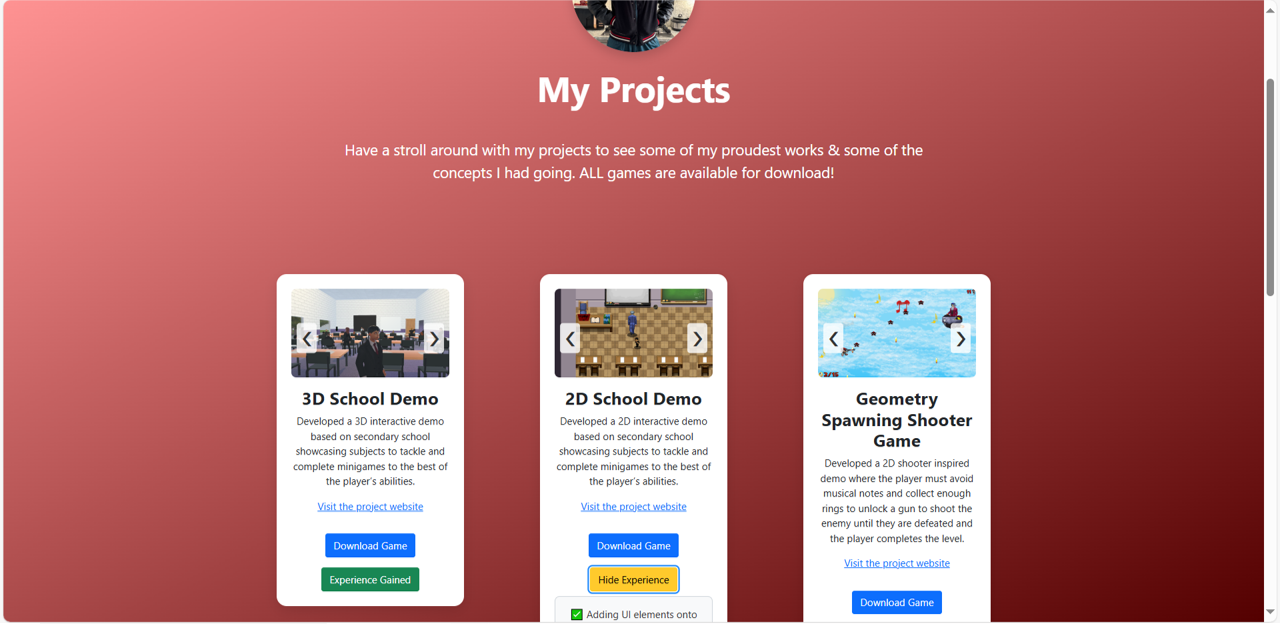 My Projects
Have a stroll around with my projects to see some of my proudest works & some of the
concepts I had going. ALL games are available for download!
3D School Demo
Developed a 3D interactive demo
based on secondary school
showcasing subjects to tackle and
complete minigames to the best of
the player's abilities.
Visit the project website
Download Game
Experience Gained
2D School Demo
Developed a 2D interactive demo
based on secondary school
showcasing subjects to tackle and
complete minigames to the best of
the player's abilities.
Visit the project website
Download Game
Hide Experience
✅ Adding UI elements onto
Geometry
Spawning Shooter
Game
Developed a 2D shooter inspired
demo where the player must avoid
musical notes and collect enough
rings to unlock a gun to shoot the
enemy until they are defeated and
the player completes the level.
Visit the project website
Download Game